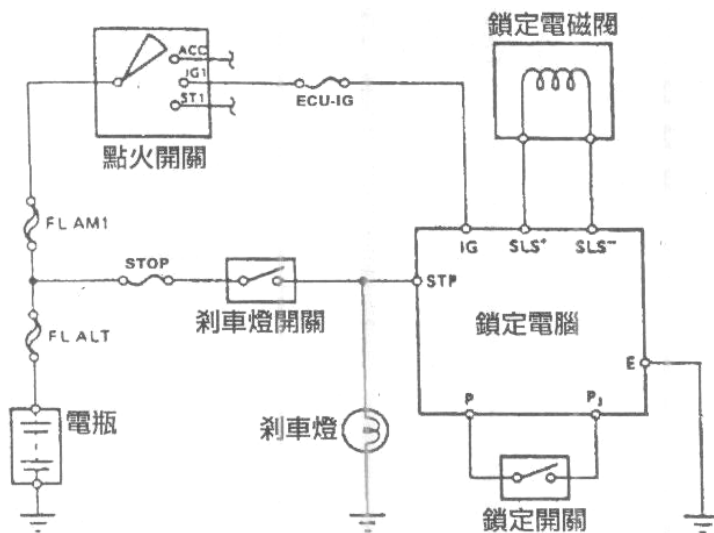 鎖定電磁閥
ACC
IG1
ST1
ECU-IG
點火開關
FL AM1
IG
SLS+
SLS−
STOP
STP
剎車燈開關
鎖定電腦
FL ALT
E
電瓶
剎車燈
P
P1
鎖定開關